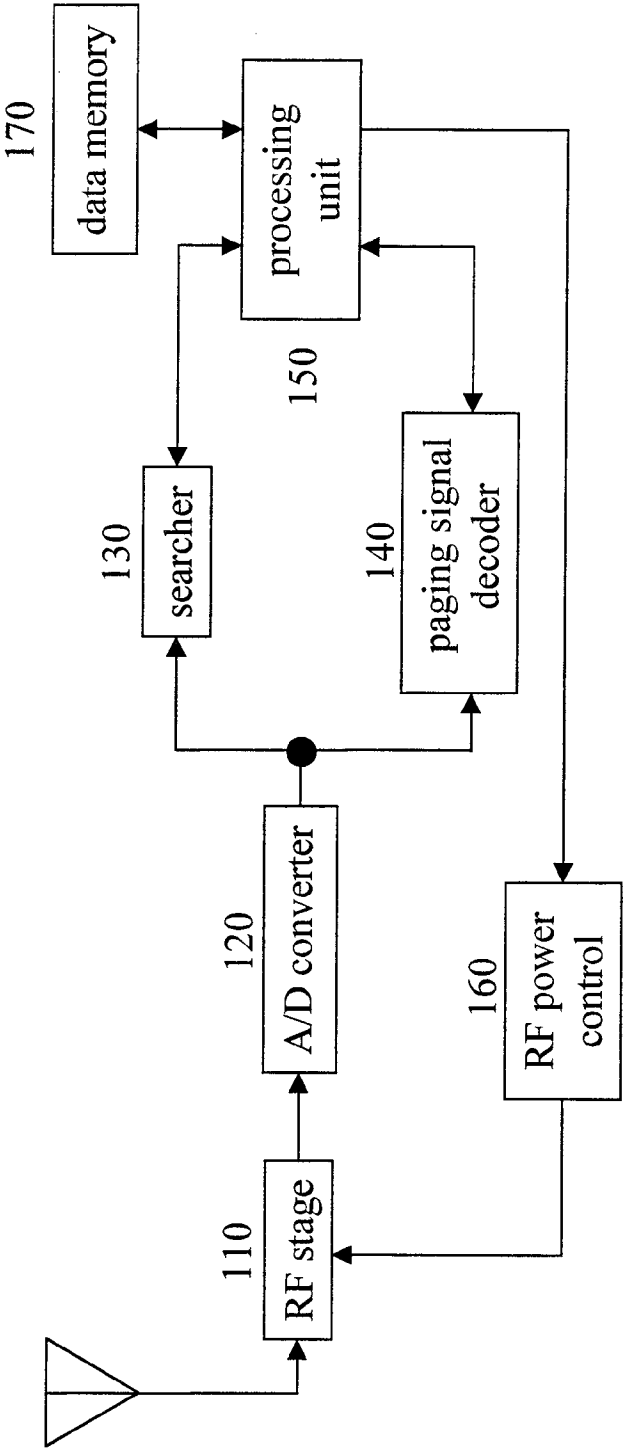 110
RF stage
120
A/D converter
130
searcher
140
paging signal
decoder
150
processing
unit
160
RF power
control
170
data memory